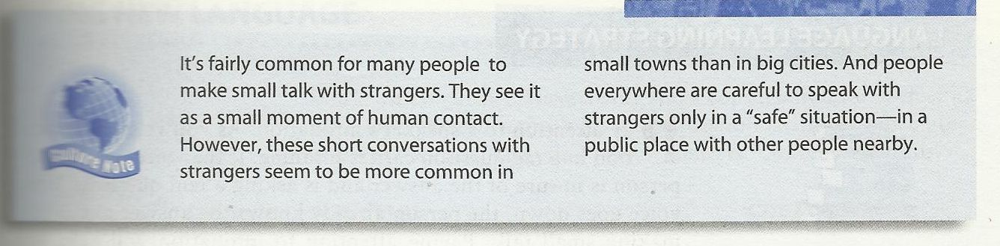 It's fairly common for many people to
make small talk with strangers. They see it
as a small moment of human contact.
However, these short conversations with
strangers seem to be more common in
small towns than in big cities. And people
everywhere are careful to speak with
strangers only in a “safe” situation—in a
public place with other people nearby.
Culture Note